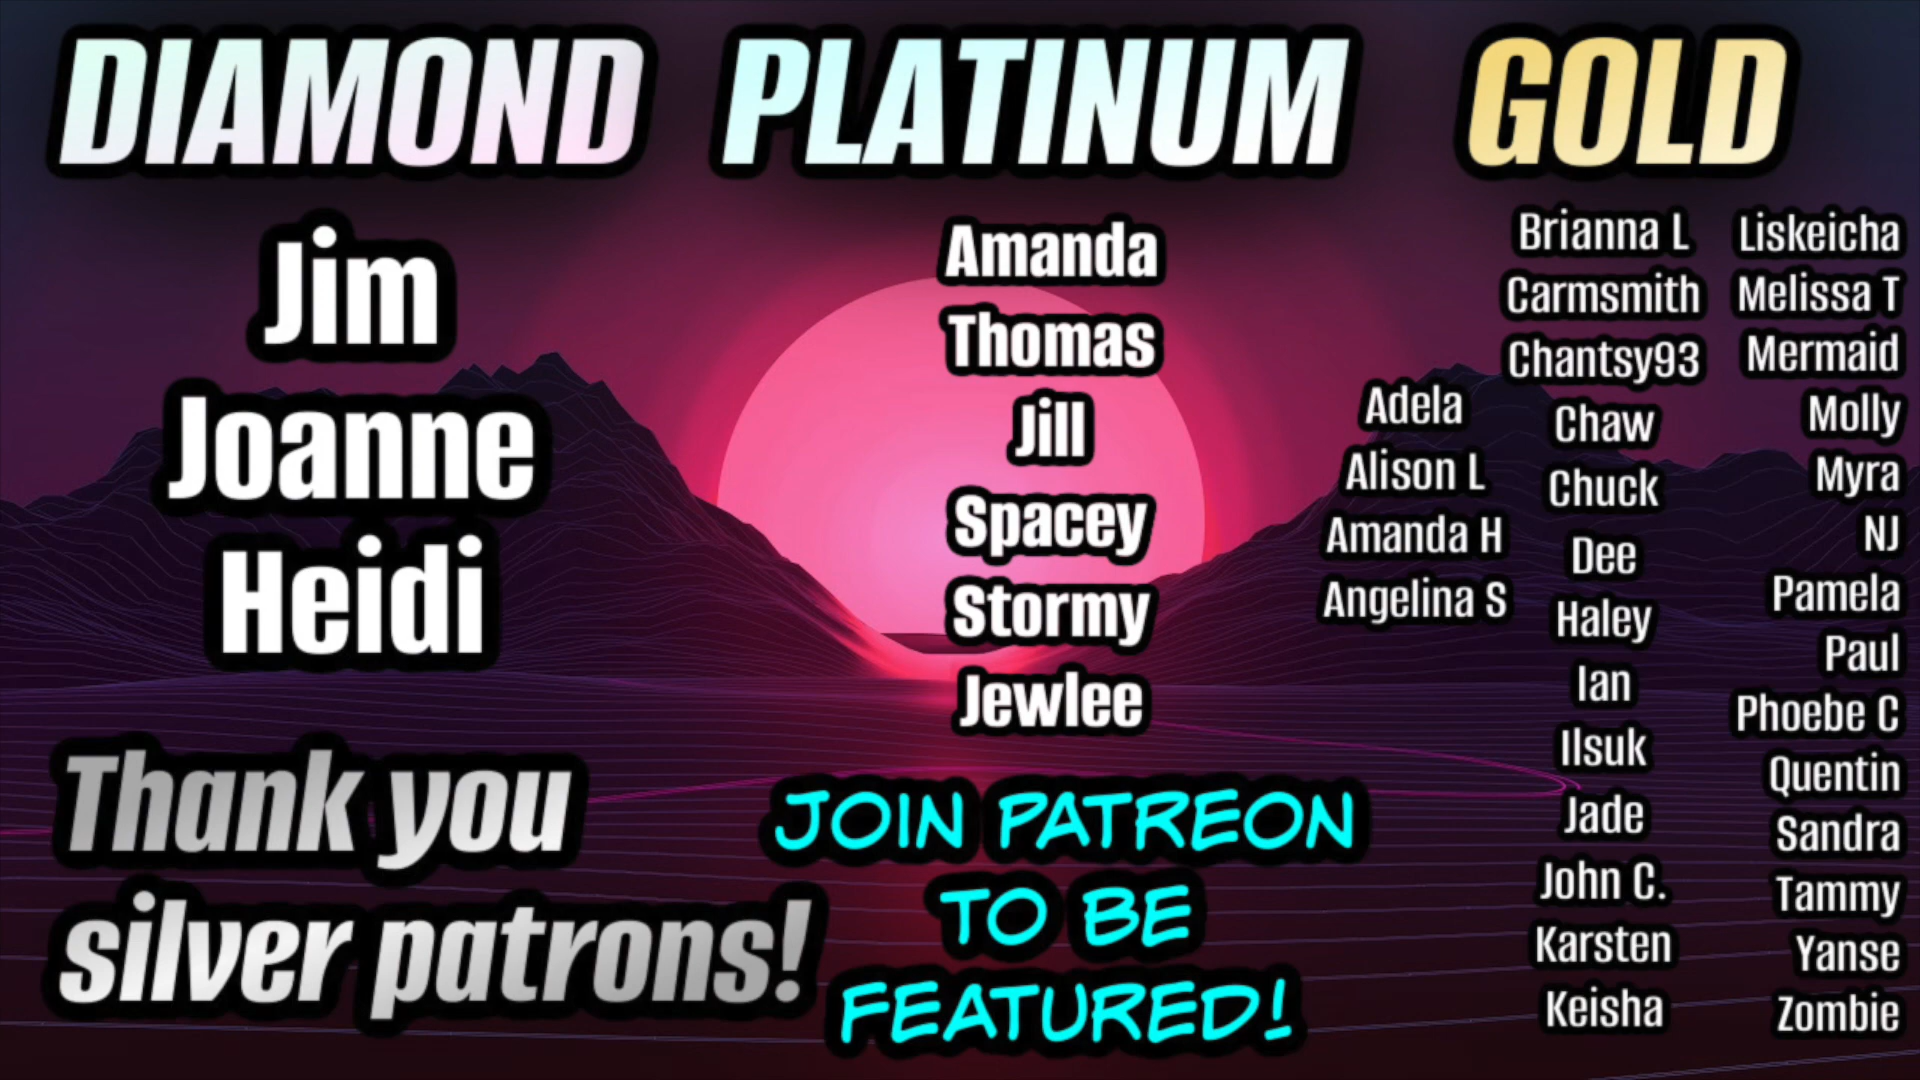 DIAMOND
Jim
Joanne
Heidi
Thank you
silver patrons!
PLATINUM
Amanda
Thomas
Jill
Spacey
Stormy
Jewlee
JOIN PATREON
TO BE
FEATURED!
GOLD
Adela
Alison L
Amanda H
Angelina S
Brianna L
Carmsmith
Chantsy93
Chaw
Chuck
Dee
Haley
Ian
Ilsuk
Jade
John C.
Karsten
Keisha
Liskeicha
Melissa T
Mermaid
Molly
Myra
NJ
Pamela
Paul
Phoebe C
Quentin
Sandra
Tammy
Yanse
Zombie